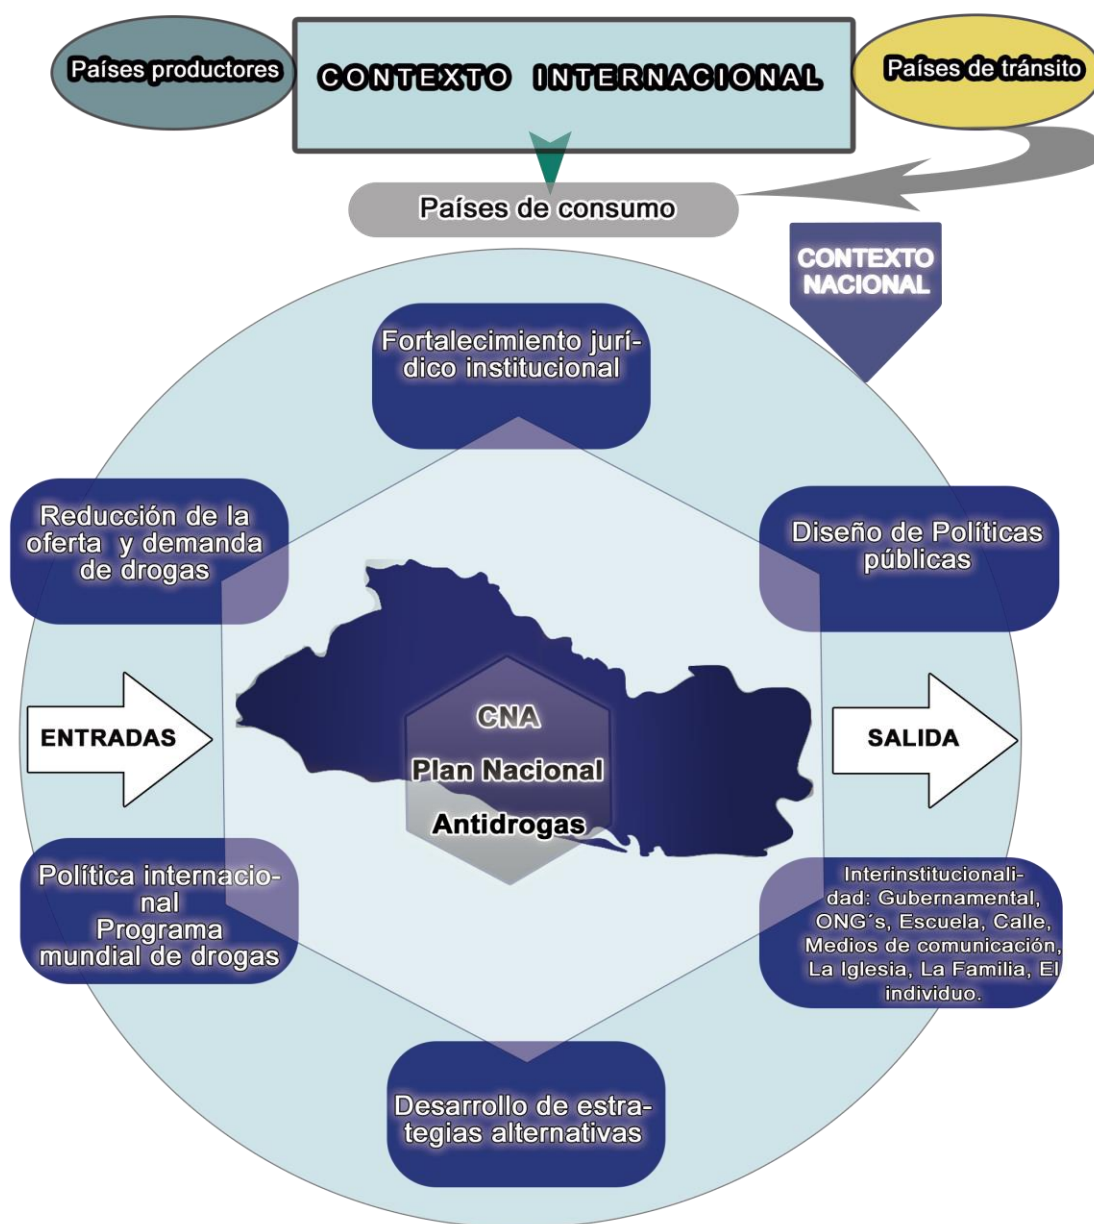 Países productores
CONTEXTO INTERNACIONAL
Países de tránsito
Países de consumo
CONTEXTO
NACIONAL
Fortalecimiento jurí-
dico institucional
Reducción de la
oferta y demanda
de drogas
Diseño de Políticas
públicas
ENTRADAS
CNA
Plan Nacional
Antidrogas
SALIDA
Política internacio-
nal
Programa
mundial de drogas
Interinstitucionali-
dad: Gubernamental,
ONG´s, Escuela, Calle,
Medios de comunicación,
La Iglesia, La Familia, El
individuo.
Desarrollo de estra-
tegias alternativas